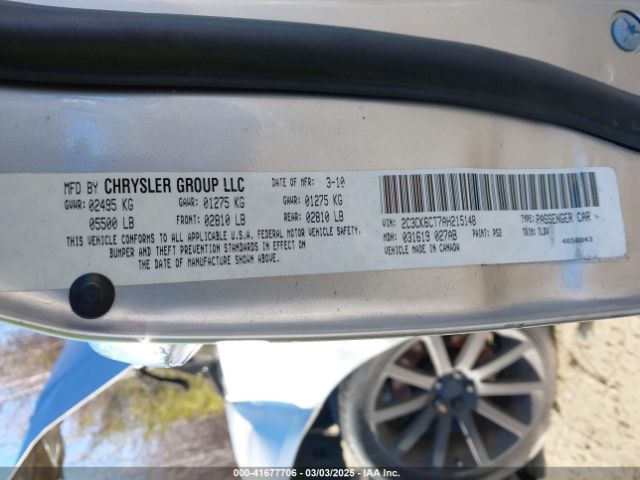 MFD BY CHRYSLER GROUP LLC DATE OF MFR: 3-10
GVWR: 02495 KG GAWR: 01275 KG GAWR: 01275 KG
05500 LB FRONT: 02810 LB REAR: 02810 LB
THIS VEHICLE CONFORMS TO ALL APPLICABLE U.S.A. FEDERAL MOTOR VEHICLE SAFETY,
BUMPER AND THEFT PREVENTION STANDARDS IN EFFECT ON THE
DATE OF MANUFACTURE SHOWN ABOVE.
VIN: 2C3CK6CT7AH215148 TYPE: PASSENGER CAR
MDH: 031619 027AB PAINT: PS2 TRIM: TLDV
VEHICLE MADE IN CANADA 4658043
000-41677706 - 03/03/2025 - IAA Inc.